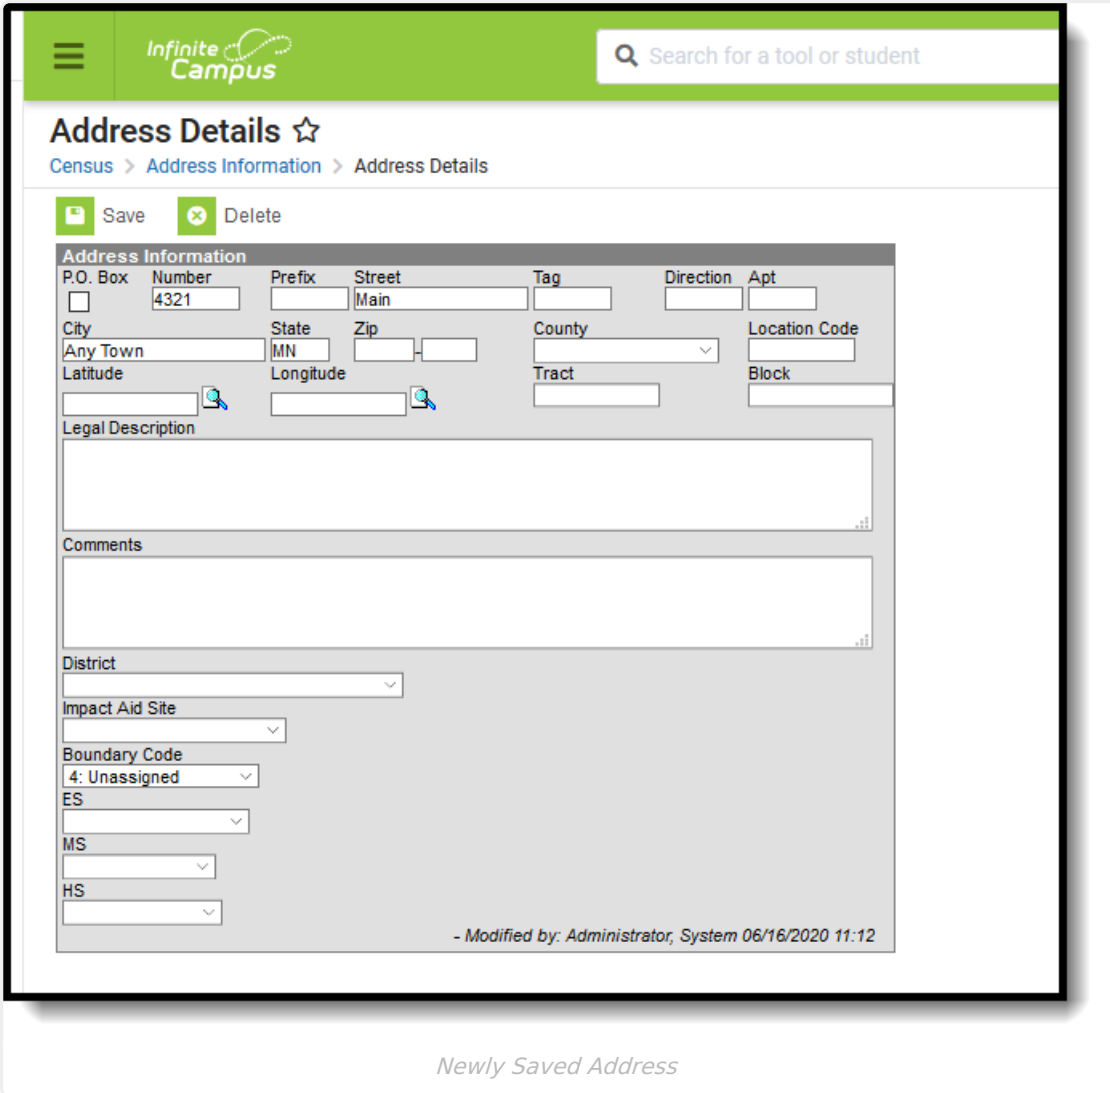 Infinite Campus
Search for a tool or student
Address Details
Census > Address Information > Address Details
Save Delete
Address Information
P.O. Box Number Prefix Street Tag Direction Apt
4321 Main
City State Zip County Location Code
Any Town MN -
Latitude Longitude Tract Block
Legal Description
Comments
District
Impact Aid Site
Boundary Code
4: Unassigned
ES
MS
HS
- Modified by: Administrator, System 06/16/2020 11:12
Newly Saved Address